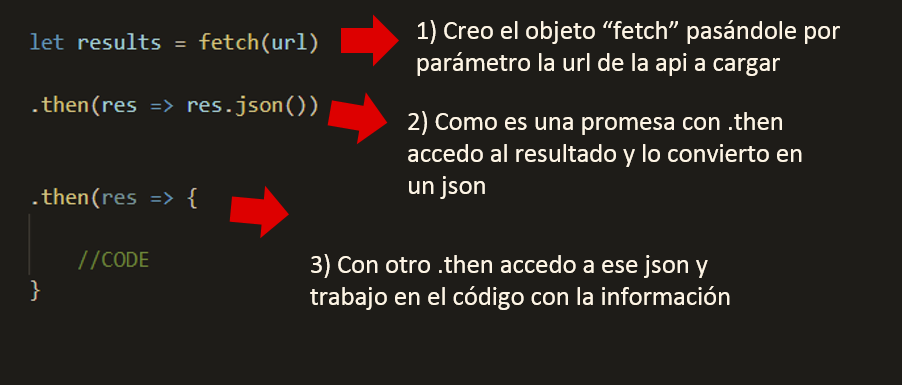 let results = fetch(url)
1) Creo el objeto “fetch” pasándole por
parámetro la url de la api a cargar
.then(res => res.json())
2) Como es una promesa con .then
accedo al resultado y lo convierto en
un json
.then(res => {
//CODE
}
3) Con otro .then accedo a ese json y
trabajo en el código con la información